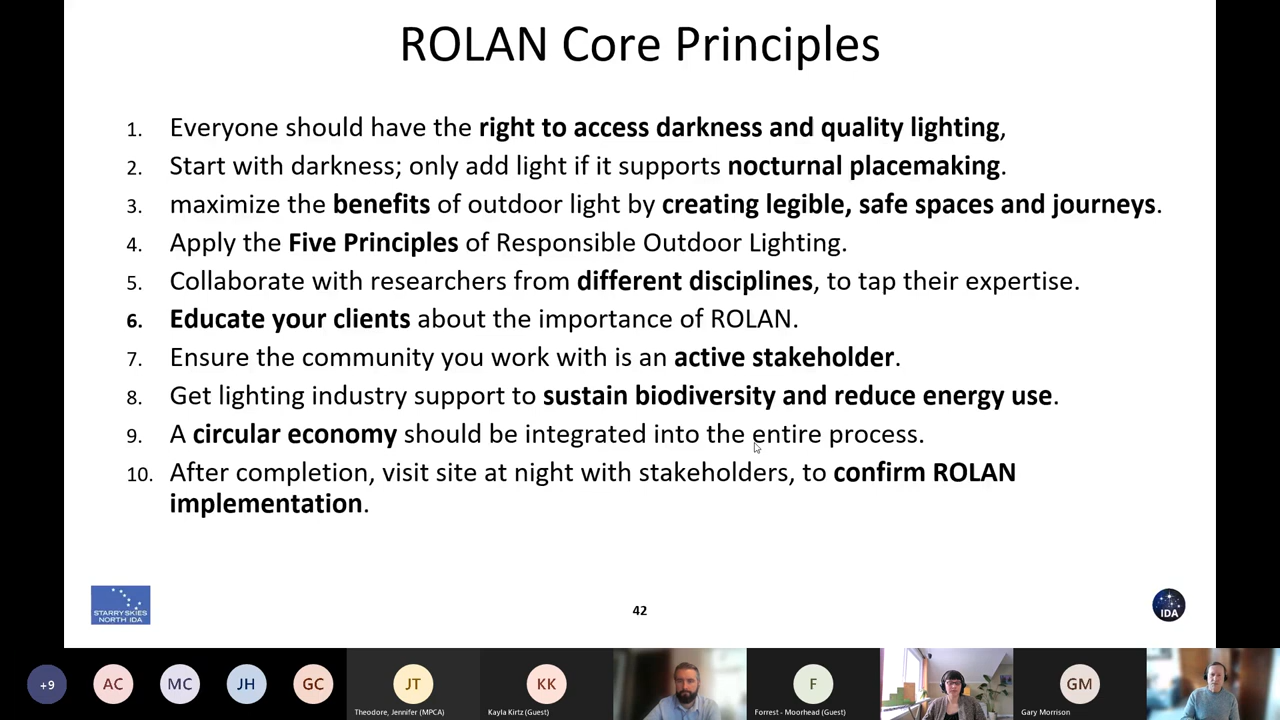 ROLAN Core Principles
1. Everyone should have the right to access darkness and quality lighting,
2. Start with darkness; only add light if it supports nocturnal placemaking.
3. maximize the benefits of outdoor light by creating legible, safe spaces and journeys.
4. Apply the Five Principles of Responsible Outdoor Lighting.
5. Collaborate with researchers from different disciplines, to tap their expertise.
6. Educate your clients about the importance of ROLAN.
7. Ensure the community you work with is an active stakeholder.
8. Get lighting industry support to sustain biodiversity and reduce energy use.
9. A circular economy should be integrated into the entire process.
10. After completion, visit site at night with stakeholders, to confirm ROLAN
implementation.
STARRY SKIES
NORTH IDA
42
IDA
+9 AC MC JH GC JT KK F GM
Theodore, Jennifer (MPCA) Kayla Kirtz (Guest) Forrest - Moorhead (Guest) Gary Morrison